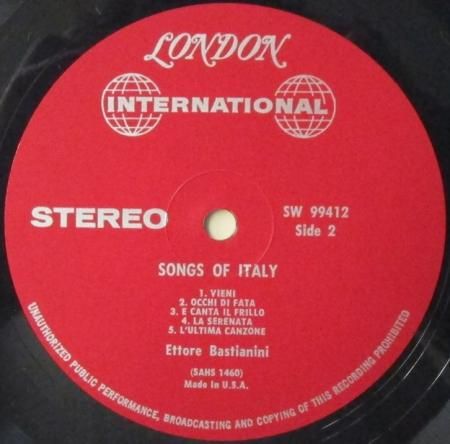 LONDON
INTERNATIONAL
STEREO
SW 99412
Side 2
SONGS OF ITALY
1. VIENI
2. OCCHI DI FATA
3. E CANTA IL FRILLO
4. LA SERENATA
5. L'ULTIMA CANZONE
Ettore Bastianini
(SAHS 1460)
Made in U.S.A.
UNAUTHORIZED PUBLIC PERFORMANCE, BROADCASTING AND COPYING OF THIS RECORDING PROHIBITED